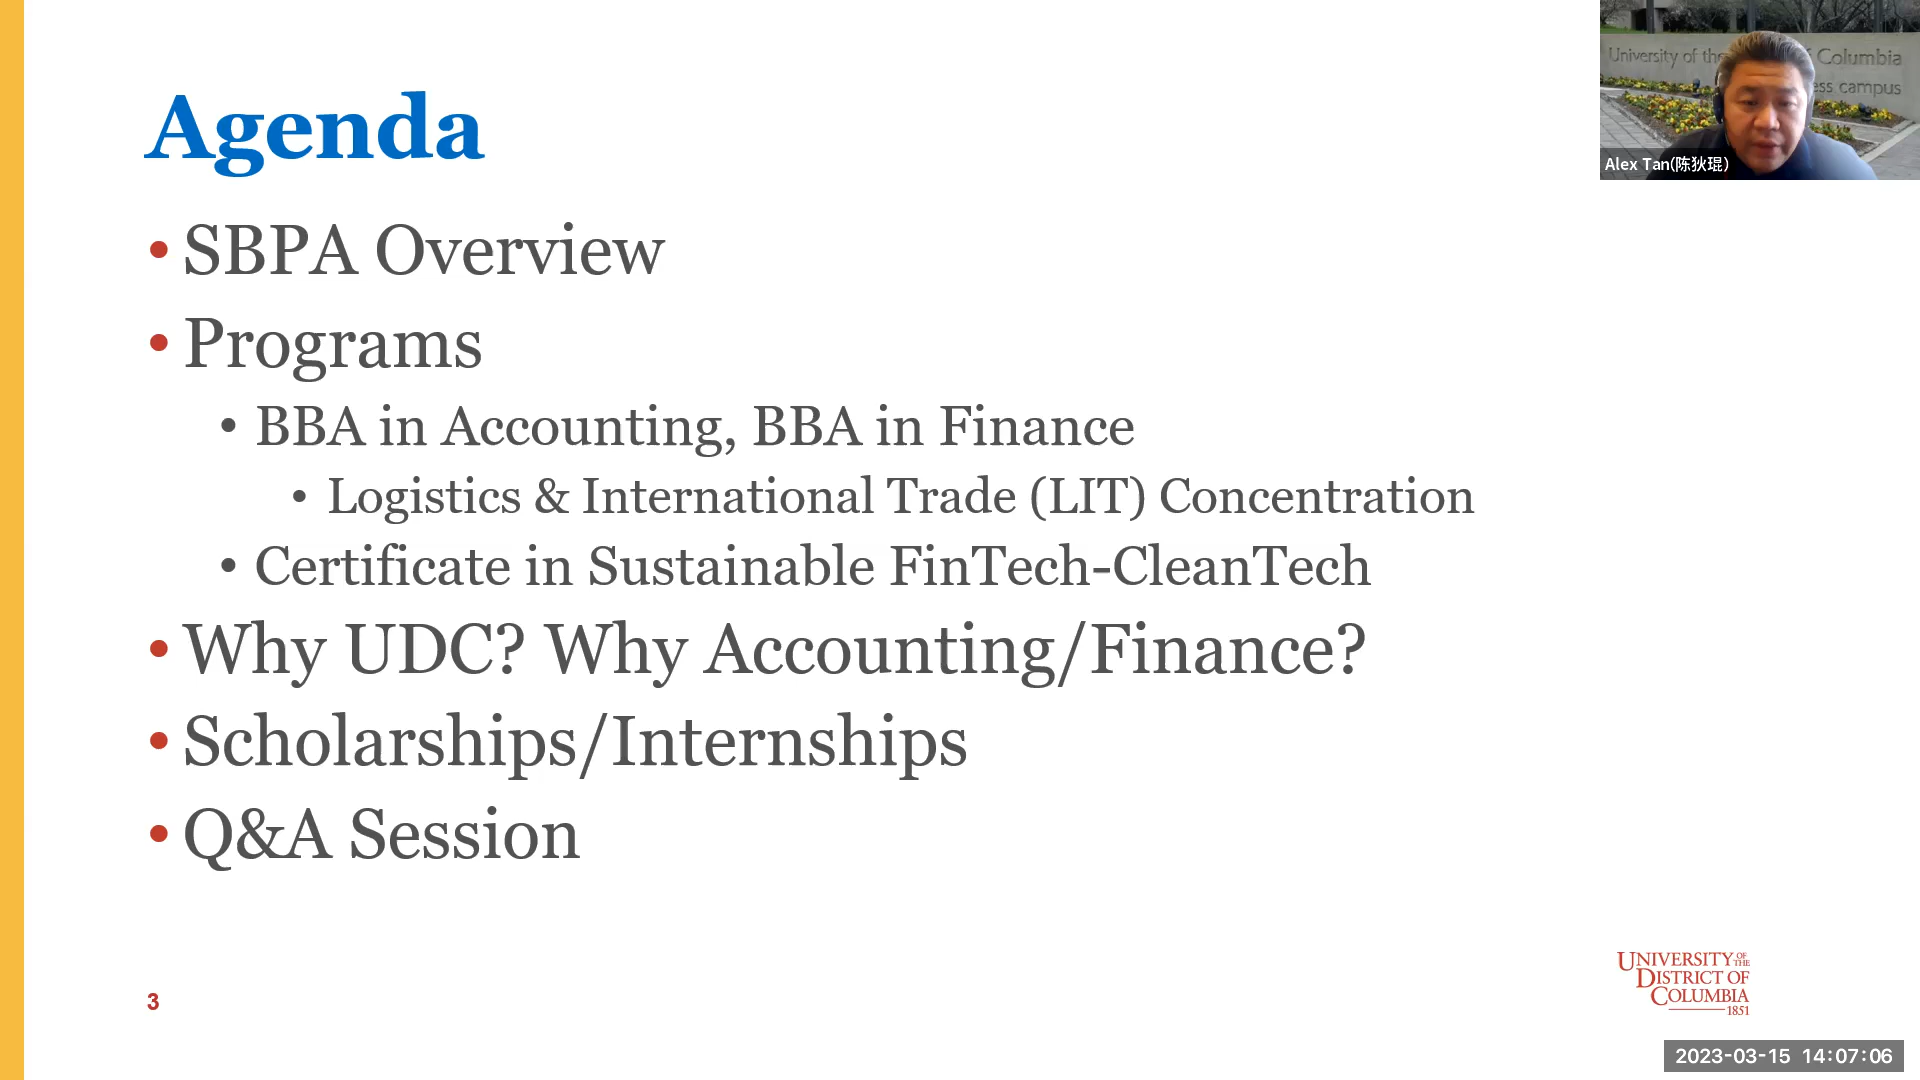 Agenda
• SBPA Overview
• Programs
• BBA in Accounting, BBA in Finance
• Logistics & International Trade (LIT) Concentration
• Certificate in Sustainable FinTech-CleanTech
• Why UDC? Why Accounting/Finance?
• Scholarships/Internships
• Q&A Session
3
University of the of Columbia
ess campus
Alex Tan(陈狄琨)
UNIVERSITY OF THE
DISTRICT OF
COLUMBIA
1851
2023-03-15 14:07:06